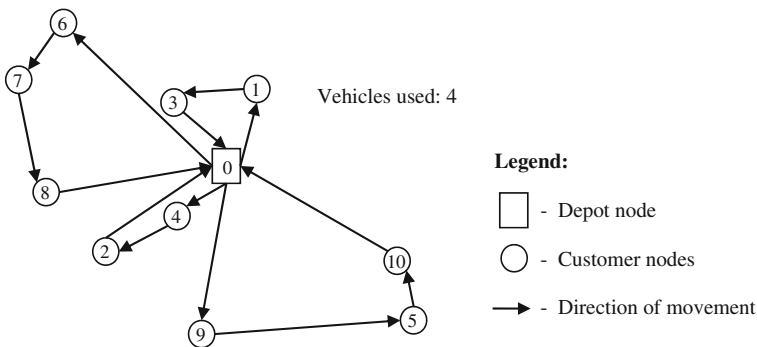 6
7
3
1
Vehicles used: 4
0
8
4
2
10
9
5
Legend:
- Depot node
- Customer nodes
- Direction of movement